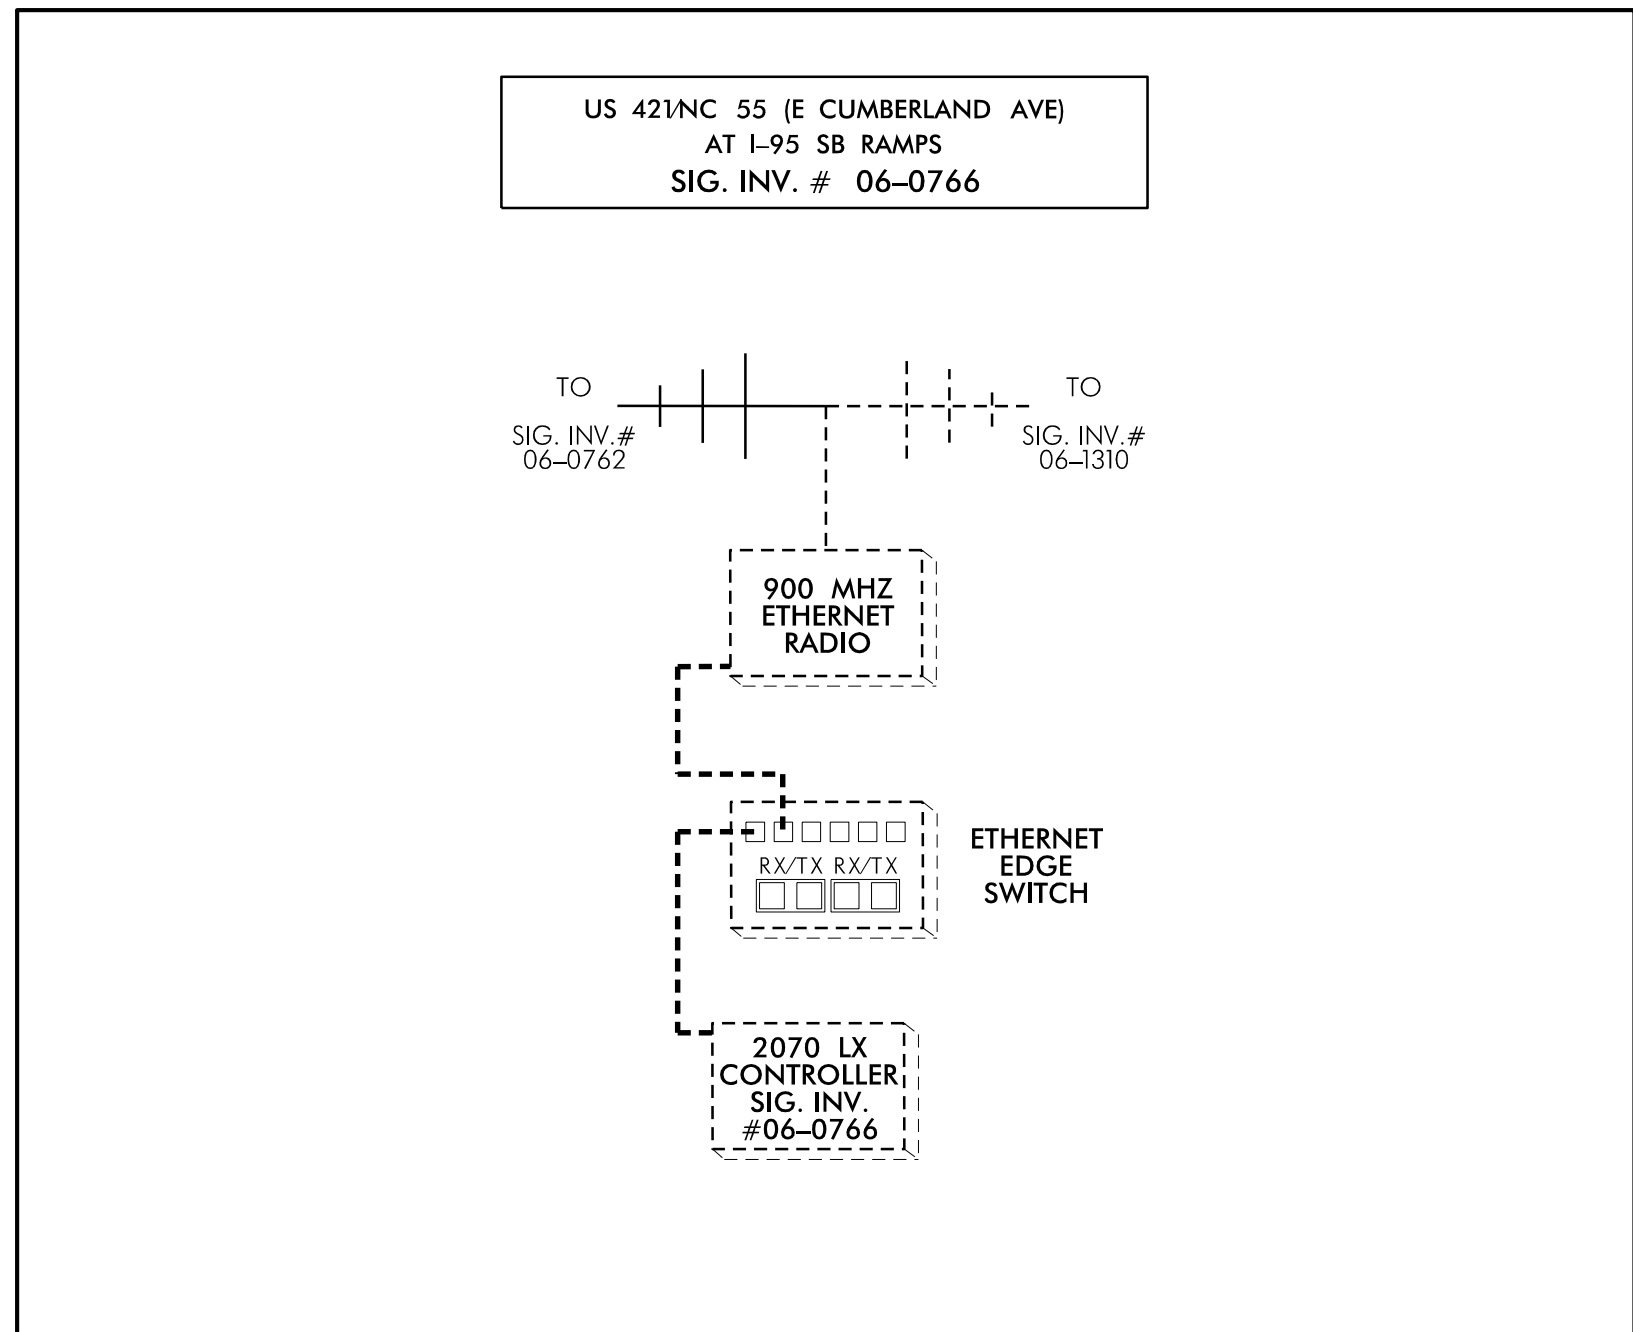 US 421/NC 55 (E CUMBERLAND AVE)
AT I–95 SB RAMPS
SIG. INV. # 06–0766
TO
SIG. INV.#
06–0762
TO
SIG. INV.#
06–1310
900 MHZ
ETHERNET
RADIO
RX/TX RX/TX
ETHERNET
EDGE
SWITCH
2070 LX
CONTROLLER
SIG. INV.
#06–0766